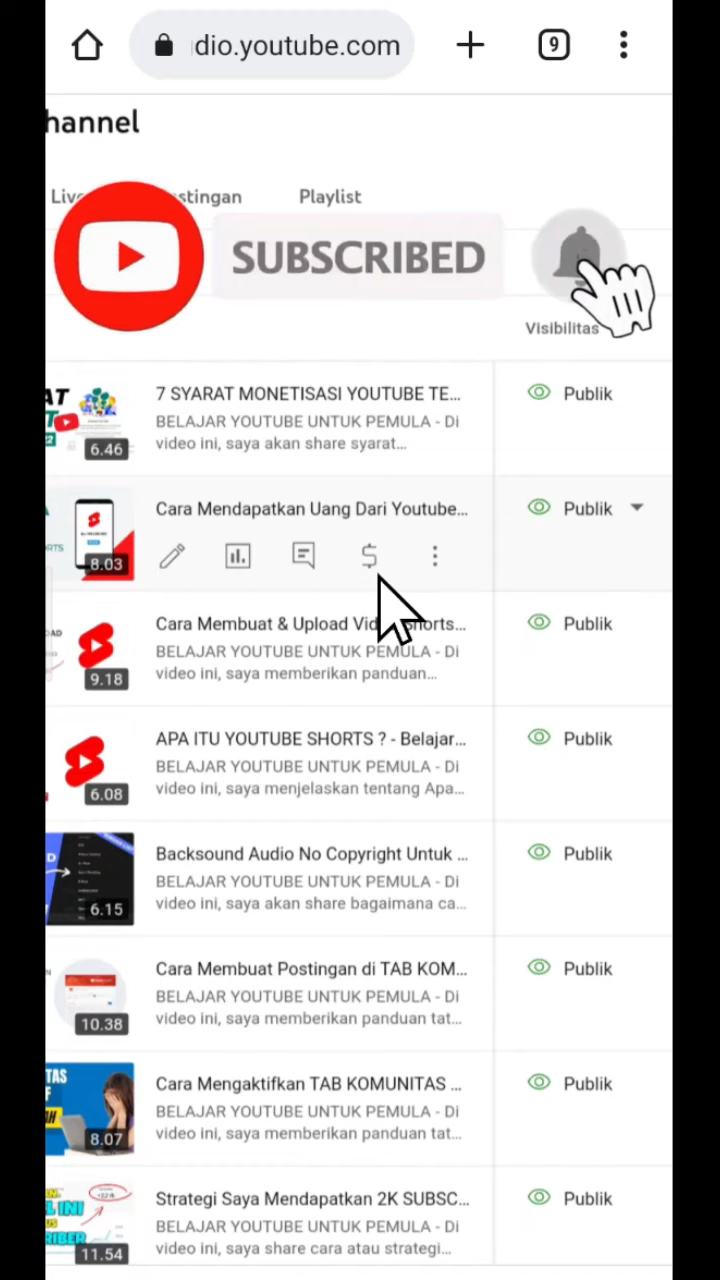 dio.youtube.com
9
hannel
Live
stingan
Playlist
SUBSCRIBED
Visibilitas
7 SYARAT MONETISASI YOUTUBE TE...
BELAJAR YOUTUBE UNTUK PEMULA - Di
video ini, saya akan share syarat...
6.46
Publik
Cara Mendapatkan Uang Dari Youtube...
8.03
Publik
Cara Membuat & Upload Vid horts...
BELAJAR YOUTUBE UNTUK PEMULA - Di
video ini, saya memberikan panduan...
9.18
Publik
APA ITU YOUTUBE SHORTS ? - Belajar...
BELAJAR YOUTUBE UNTUK PEMULA - Di
video ini, saya menjelaskan tentang Apa...
6.08
Publik
Backsound Audio No Copyright Untuk ...
BELAJAR YOUTUBE UNTUK PEMULA - Di
video ini, saya akan share bagaimana ca...
6.15
Publik
Cara Membuat Postingan di TAB KOM...
BELAJAR YOUTUBE UNTUK PEMULA - Di
video ini, saya memberikan panduan tat...
10.38
Publik
Cara Mengaktifkan TAB KOMUNITAS ...
BELAJAR YOUTUBE UNTUK PEMULA - Di
video ini, saya memberikan panduan tat...
8.07
Publik
Strategi Saya Mendapatkan 2K SUBSC...
BELAJAR YOUTUBE UNTUK PEMULA - Di
video ini, saya share cara atau strategi...
11.54
Publik